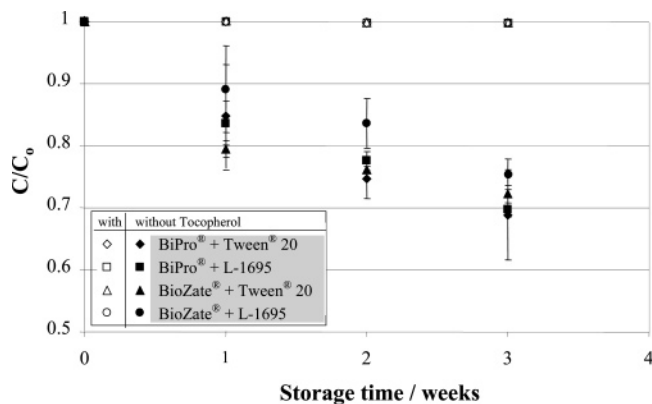 1
0.9
0.8
0.7
0.6
0.5
C/Co
with without Tocopherol
BiPro® + Tween® 20
BiPro® + L-1695
BioZate® + Tween® 20
BioZate® + L-1695
0 1 2 3 4
Storage time / weeks